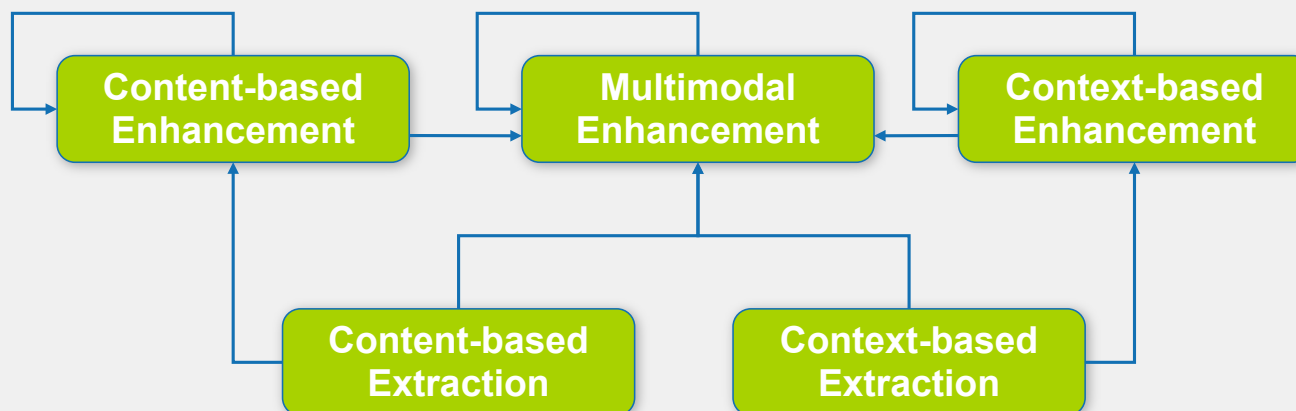 Content-based
Enhancement
Multimodal
Enhancement
Context-based
Enhancement
Content-based
Extraction
Context-based
Extraction